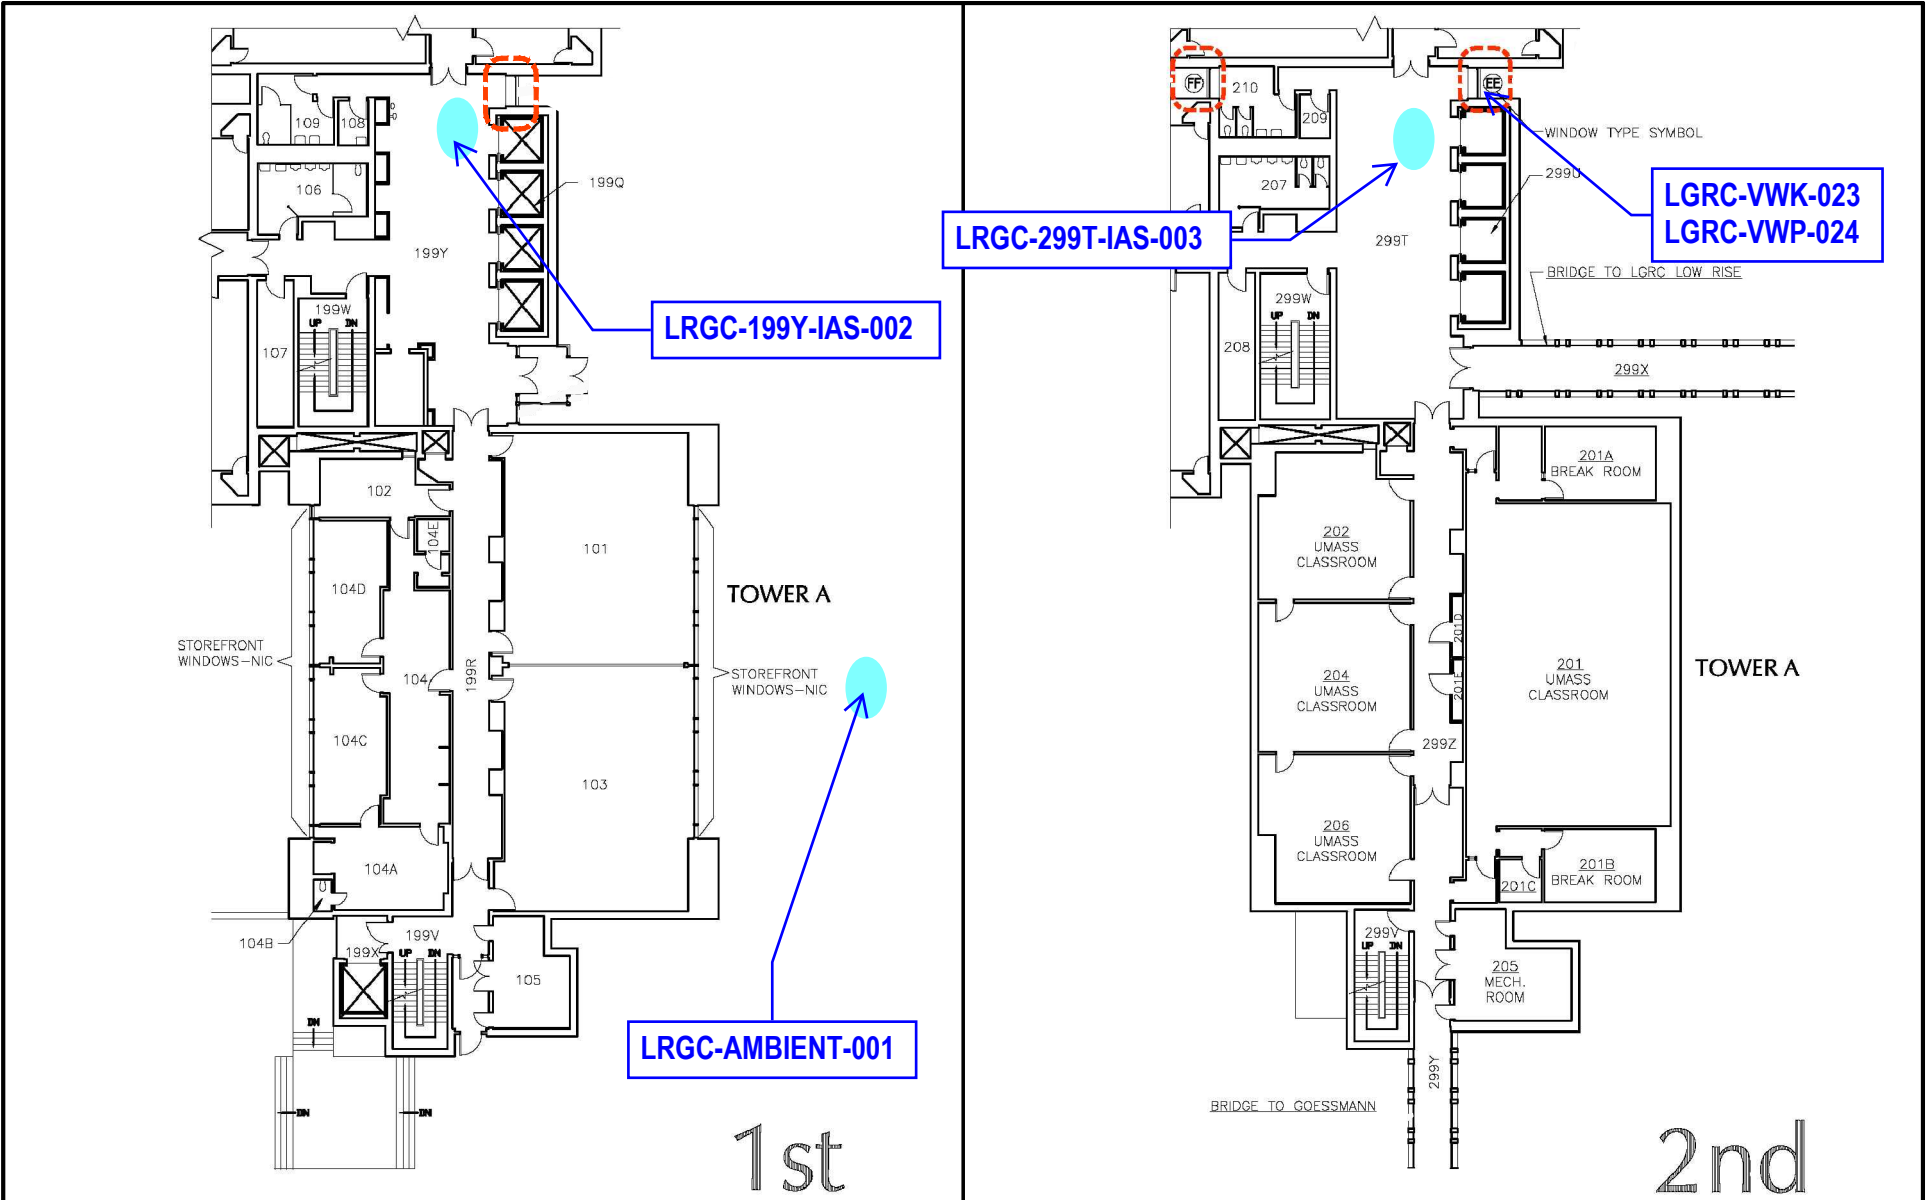 109
108
106
199Q
199Y
199W
UP DN
107
LRGC-199Y-IAS-002
102
104E
101
104D
TOWER A
STOREFRONT
WINDOWS-NIC
104
199R
STOREFRONT
WINDOWS-NIC
104C
103
104A
104B
199X
199V
UP DN
105
DN
LRGC-AMBIENT-001
DN
DN
1st
FF
EE
210
209
WINDOW TYPE SYMBOL
207
299U
LGRC-VWK-023
LGRC-VWP-024
LRGC-299T-IAS-003
299T
BRIDGE TO LGRC LOW RISE
299W
UP DN
208
299X
201A
BREAK ROOM
202
UMASS
CLASSROOM
201D
204
UMASS
CLASSROOM
201E
201
UMASS
CLASSROOM
TOWER A
299Z
206
UMASS
CLASSROOM
201B
BREAK ROOM
201C
299V
UP DN
205
MECH.
ROOM
299Y
BRIDGE TO GOESSMANN
2nd